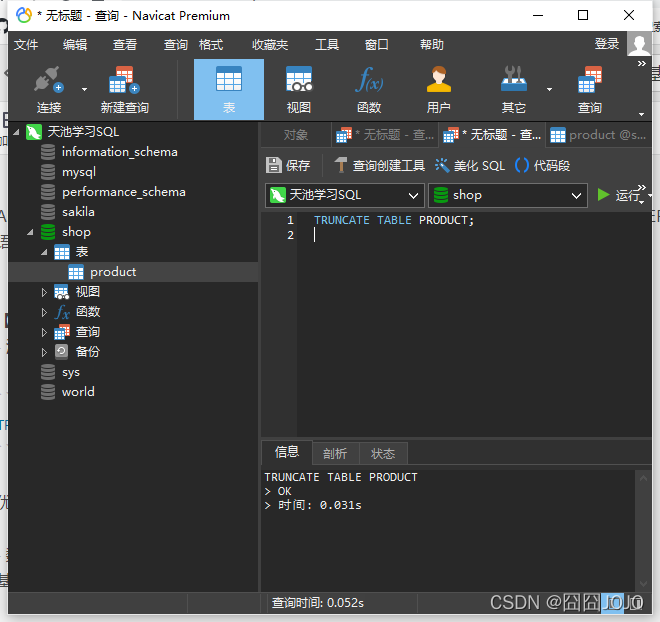 * 无标题 - 查询 - Navicat Premium
文件 编辑 查看 查询 格式 收藏夹 工具 窗口 帮助 登录
连接 新建查询 表 视图 函数 用户 其它 查询
天池学习SQL
information_schema
mysql
performance_schema
sakila
shop
表
product
视图
函数
查询
备份
sys
world
对象 * 无标题 - 查... * 无标题 - 查... product @s...
保存 查询创建工具 美化 SQL () 代码段
天池学习SQL shop 运行
1 TRUNCATE TABLE PRODUCT;
2
信息 剖析 状态
TRUNCATE TABLE PRODUCT
> OK
> 时间: 0.031s
查询时间: 0.052s
CSDN @囧囧JOJO